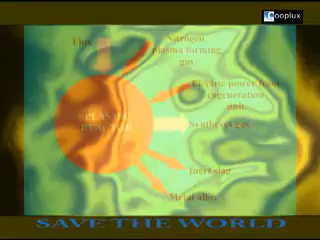 Cooplux
Flux
Nitrogen
plasma forming
gas
Electric power from
cogeneration
unit
PLASMA
REACTOR
Synthesis gas
Inert slag
Metal alloy
SAVE THE WORLD